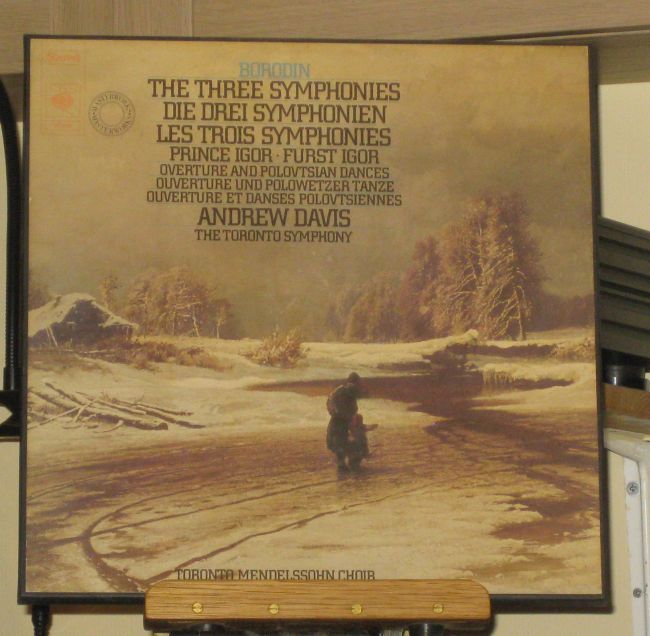 BORODIN
THE THREE SYMPHONIES
DIE DREI SYMPHONIEN
LES TROIS SYMPHONIES
PRINCE IGOR · FURST IGOR
OVERTURE AND POLOVTSIAN DANCES
OUVERTURE UND POLOWETZER TANZE
OUVERTURE ET DANSES POLOVTSIENNES
ANDREW DAVIS
THE TORONTO SYMPHONY
TORONTO MENDELSSOHN CHOIR